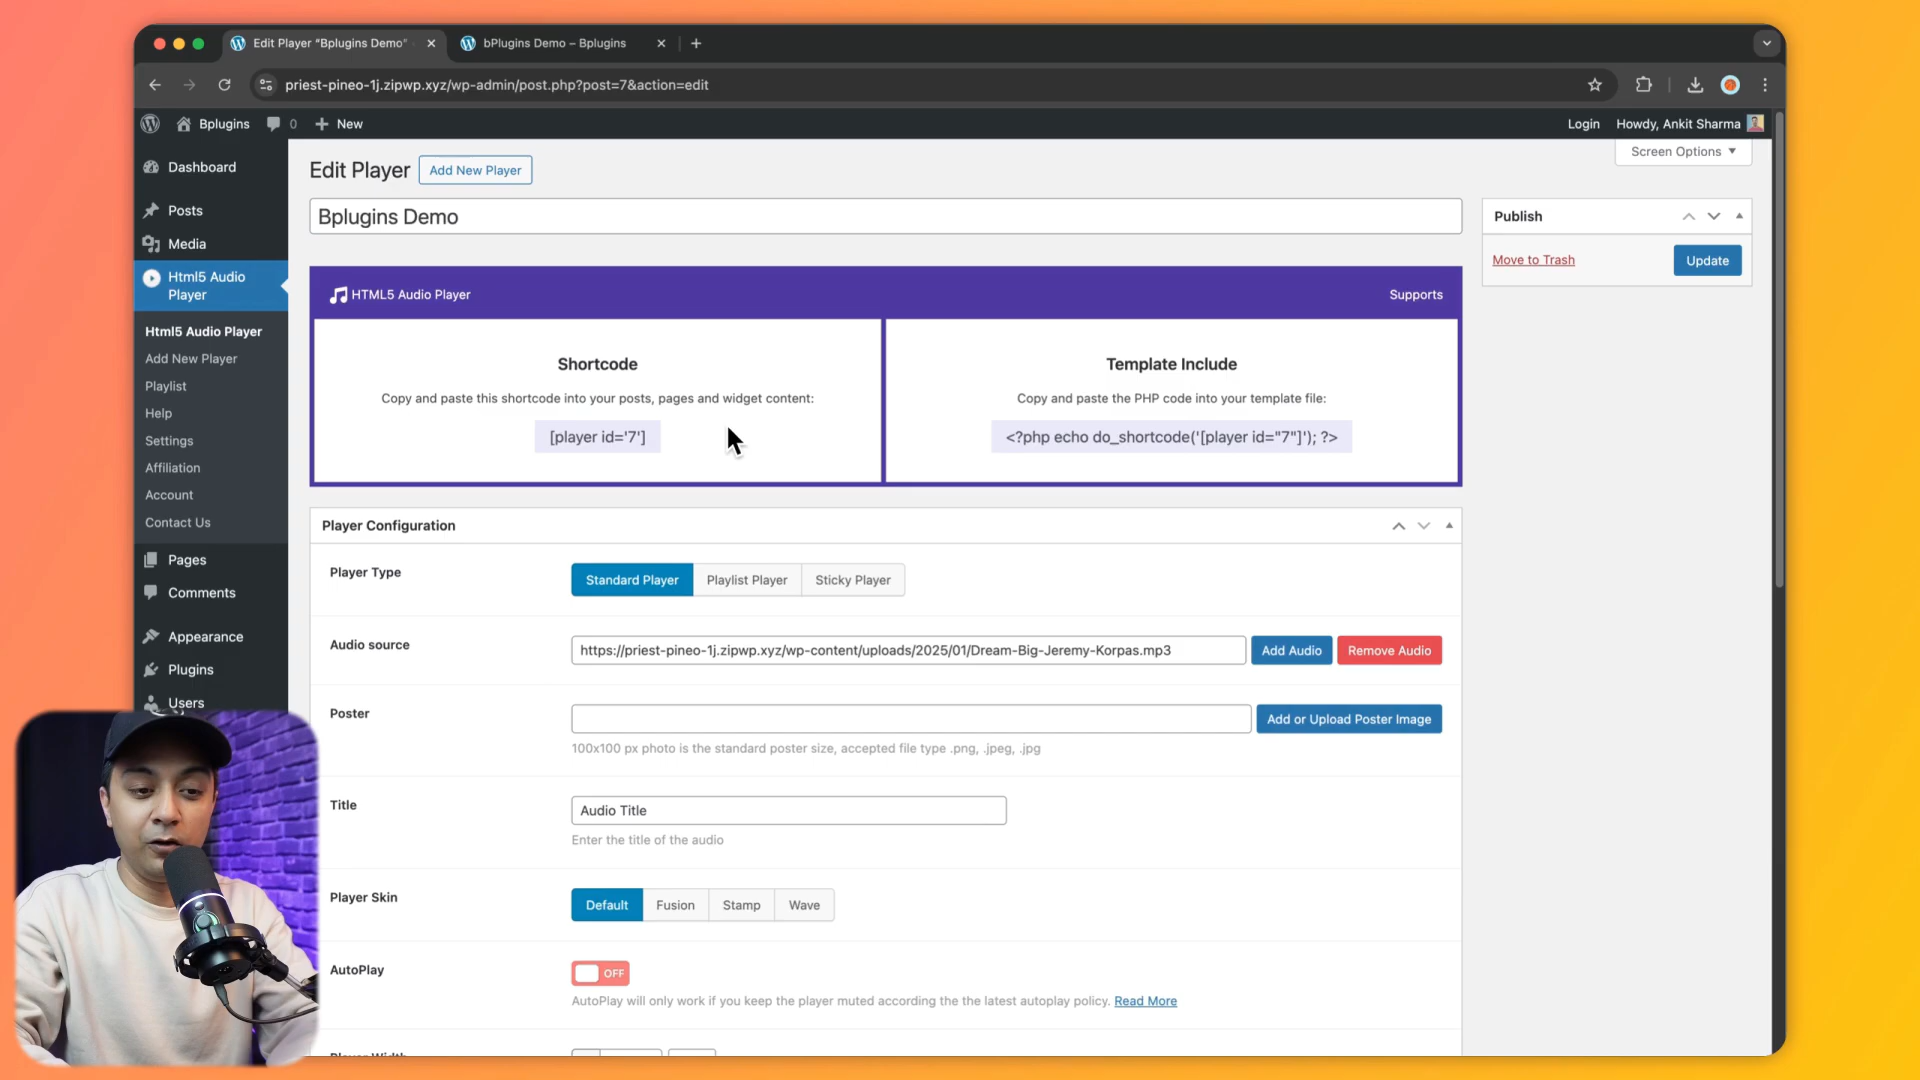 Edit Player “Bplugins Demo”
bPlugins Demo – Bplugins
priest-pineo-1j.zipwp.xyz/wp-admin/post.php?post=7&action=edit
Bplugins
0
New
Login
Howdy, Ankit Sharma
Screen Options
Dashboard
Posts
Media
Html5 Audio
Player
Html5 Audio Player
Add New Player
Playlist
Help
Settings
Affiliation
Account
Contact Us
Pages
Comments
Appearance
Plugins
Users
Edit Player
Add New Player
Bplugins Demo
Publish
Move to Trash
Update
HTML5 Audio Player
Supports
Shortcode
Copy and paste this shortcode into your posts, pages and widget content:
[player id='7']
Template Include
Copy and paste the PHP code into your template file:
<?php echo do_shortcode('[player id="7"]'); ?>
Player Configuration
Player Type
Standard Player
Playlist Player
Sticky Player
Audio source
https://priest-pineo-1j.zipwp.xyz/wp-content/uploads/2025/01/Dream-Big-Jeremy-Korpas.mp3
Add Audio
Remove Audio
Poster
Add or Upload Poster Image
100x100 px photo is the standard poster size, accepted file type .png, .jpeg, .jpg
Title
Audio Title
Enter the title of the audio
Player Skin
Default
Fusion
Stamp
Wave
AutoPlay
OFF
AutoPlay will only work if you keep the player muted according the the latest autoplay policy. Read More
Player Width